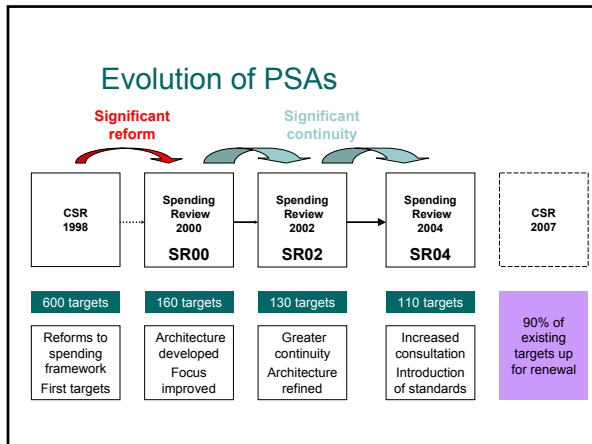 Evolution of PSAs
Significant
reform
Significant
continuity
CSR
1998
Spending
Review
2000
SR00
Spending
Review
2002
SR02
Spending
Review
2004
SR04
CSR
2007
600 targets
160 targets
130 targets
110 targets
90% of
existing
targets up
for renewal
Reforms to
spending
framework
First targets
Architecture
developed
Focus
improved
Greater
continuity
Architecture
refined
Increased
consultation
Introduction
of standards